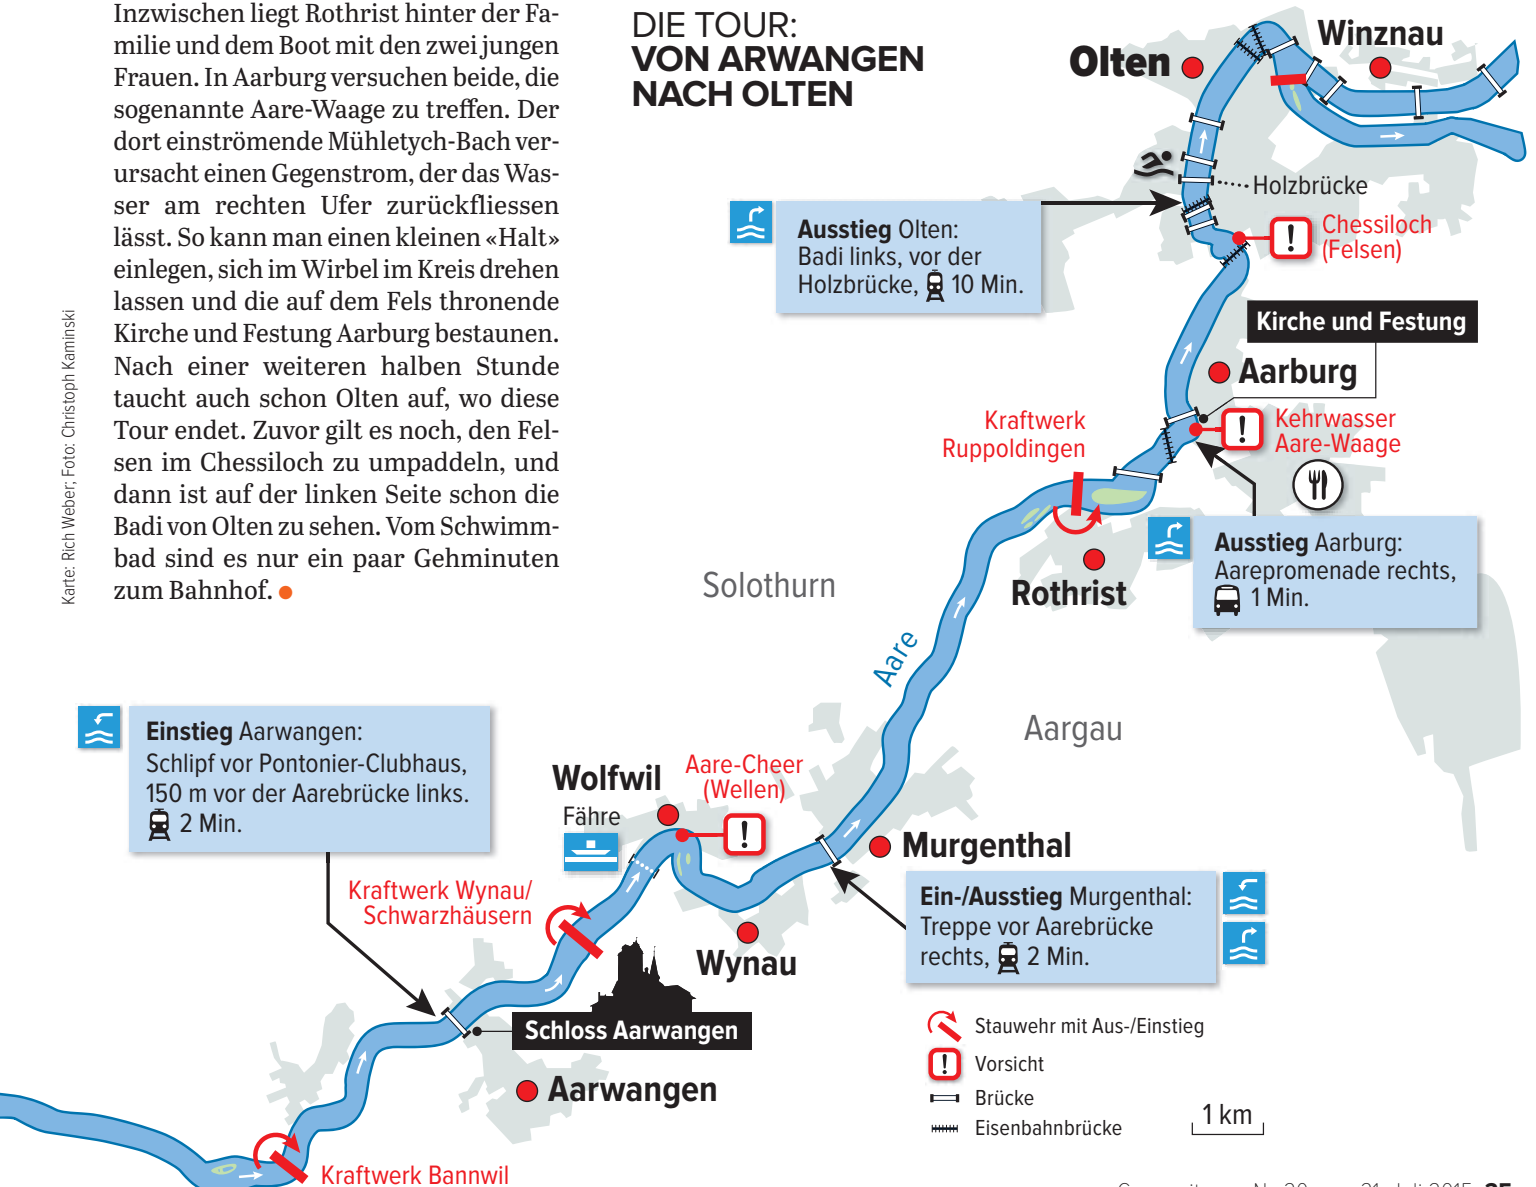 Inzwischen liegt Rothrist hinter der Fa-
milie und dem Boot mit den zwei jungen
Frauen. In Aarburg versuchen beide, die
sogenannte Aare-Waage zu treffen. Der
dort einströmende Mühletych-Bach ver-
ursacht einen Gegenstrom, der das Was-
ser am rechten Ufer zurückfliessen
lässt. So kann man einen kleinen «Halt»
einlegen, sich im Wirbel im Kreis drehen
lassen und die auf dem Fels thronende
Kirche und Festung Aarburg bestaunen.
Nach einer weiteren halben Stunde
taucht auch schon Olten auf, wo diese
Tour endet. Zuvor gilt es noch, den Fel-
sen im Chessiloch zu umpaddeln, und
dann ist auf der linken Seite schon die
Badi von Olten zu sehen. Vom Schwimm-
bad sind es nur ein paar Gehminuten
zum Bahnhof.
Karte: Rich Weber; Foto: Christoph Kaminski
DIE TOUR:
VON ARWANGEN
NACH OLTEN
Olten
Winznau
Holzbrücke
Ausstieg Olten:
Badi links, vor der
Holzbrücke, 10 Min.
Chessiloch
(Felsen)
Kirche und Festung
Aarburg
Kehrwasser
Aare-Waage
Kraftwerk
Ruppoldingen
Ausstieg Aarburg:
Aarepromenade rechts,
1 Min.
Rothrist
Solothurn
Aare
Aargau
Einstieg Aarwangen:
Schlipf vor Pontonier-Clubhaus,
150 m vor der Aarebrücke links.
2 Min.
Wolfwil
Fähre
Aare-Cheer
(Wellen)
Murgenthal
Ein-/Ausstieg Murgenthal:
Treppe vor Aarebrücke
rechts, 2 Min.
Kraftwerk Wynau/
Schwarzhäusern
Wynau
Schloss Aarwangen
Aarwangen
Kraftwerk Bannwil
Stauwehr mit Aus-/Einstieg
Vorsicht
Brücke
Eisenbahnbrücke
1 km